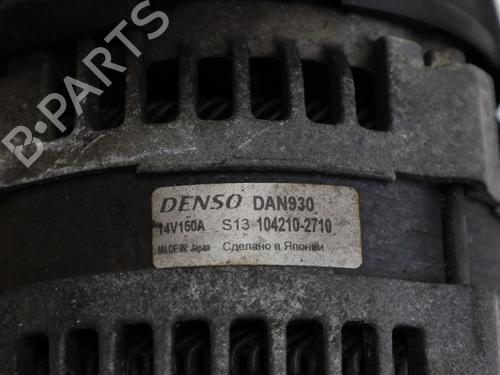 B-PARTS
DENSO DAN930
14V150A S13 104210-2710
MADE IN: Japan Сделано в Японии